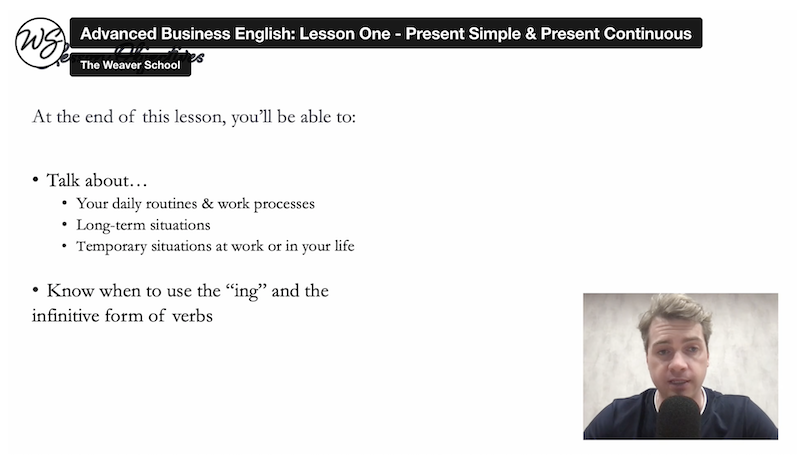 WS
Advanced Business English: Lesson One - Present Simple & Present Continuous
The Weaver School
At the end of this lesson, you'll be able to:
• Talk about…
• Your daily routines & work processes
• Long-term situations
• Temporary situations at work or in your life
• Know when to use the “ing” and the
infinitive form of verbs